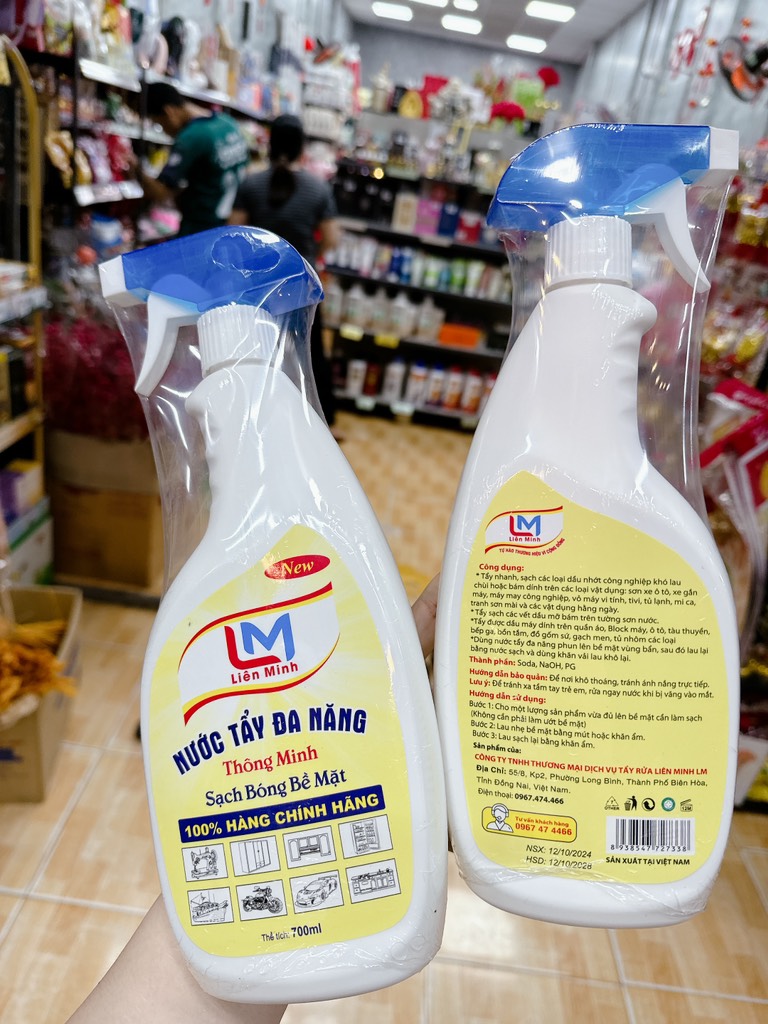 New
LM
Liên Minh
NƯỚC TẨY ĐA NĂNG
Thông Minh
Sạch Bóng Bề Mặt
100% HÀNG CHÍNH HÃNG
Thể tích: 700ml
LM
Liên Minh
TỰ HÀO THƯƠNG HIỆU VÌ CỘNG ĐỒNG
Công dụng:
* Tẩy nhanh, sạch các loại dầu nhớt công nghiệp khó lau
chùi hoặc bám dính trên các loại vật dụng: sơn xe ô tô, xe gắn
máy, máy may công nghiệp, vỏ máy vi tính, tivi, tủ lạnh, mi ca,
tranh sơn mài và các vật dụng hằng ngày.
*Tẩy sạch các vết dầu mỡ bám trên tường sơn nước.
*Tẩy được dầu máy dính trên quần áo, Block máy, ô tô, tàu thuyền,
bếp ga, bồn tắm, đồ gốm sứ, gạch men, tủ nhôm các loại
*Dùng nước tẩy đa năng phun lên bề mặt vùng bẩn, sau đó lau lại
bằng nước sạch và dùng khăn vải lau khô lại.
Thành phần: Soda, NaOH, PG
Hướng dẫn bảo quản: Để nơi khô thoáng, tránh ánh nắng trực tiếp.
Lưu ý: Để tránh xa tầm tay trẻ em, rửa ngay nước khi bị văng vào mắt.
Hướng dẫn sử dụng:
Bước 1: Cho một lượng sản phẩm vừa đủ lên bề mặt cần làm sạch
(Không cần phải làm ướt bề mặt)
Bước 2: Lau nhẹ bề mặt bằng mút hoặc khăn ẩm.
Bước 3: Lau sạch lại bằng khăn ẩm.
Sản phẩm của:
CÔNG TY TNHH THƯƠNG MẠI DỊCH VỤ TẨY RỬA LIÊN MINH LM
Địa Chỉ: 55/8, Kp2, Phường Long Bình, Thành Phố Biên Hòa,
Tỉnh Đồng Nai, Việt Nam.
Điện thoại: 0967.474.466
Tư vấn khách hàng
0967 47 4466
12M
8 938547 727338
NSX: 12/10/2024
HSD: 12/10/2028
SẢN XUẤT TẠI VIỆT NAM